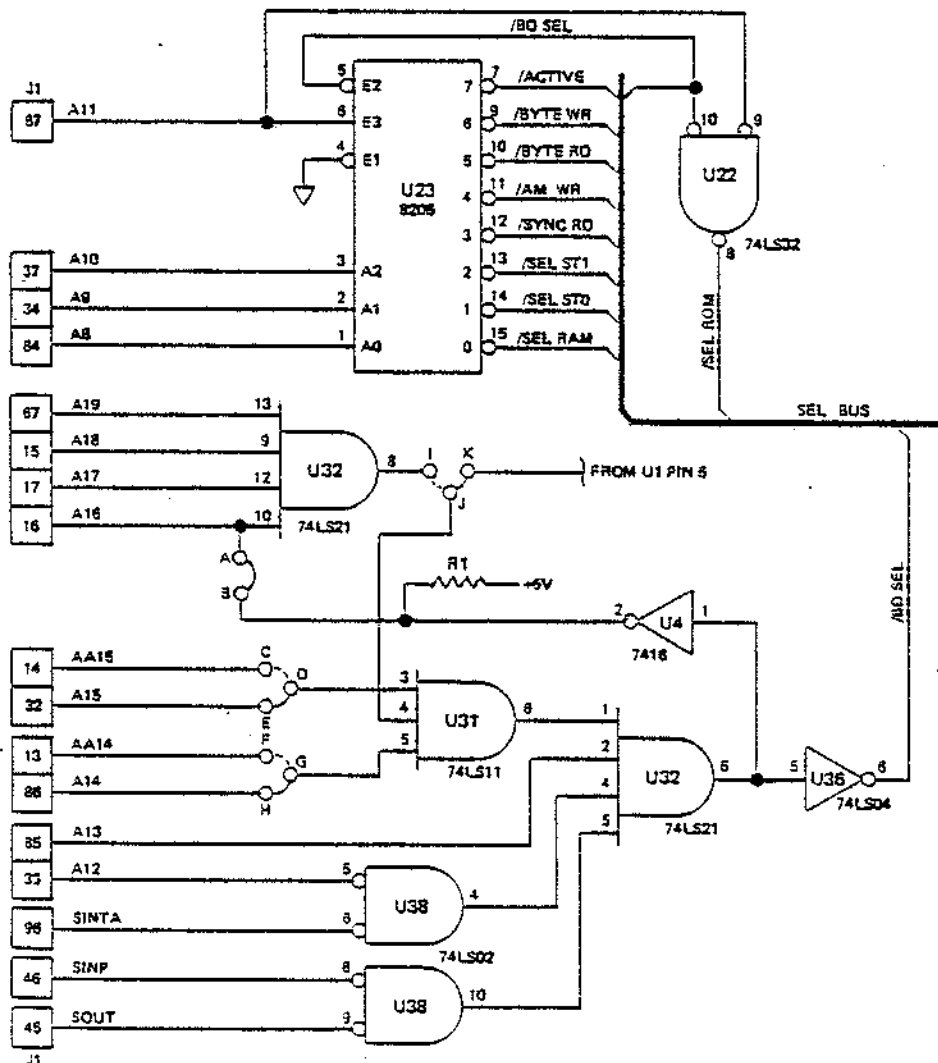 /BD SEL
J1
87 A11
5 E2
6 E3
4 E1
U23
8205
7 7 /ACTIVE
6 9 /BYTE WR
5 10 /BYTE RD
4 11 /AM WR
3 12 /SYNC RD
2 13 /SEL ST1
1 14 /SEL ST0
0 15 /SEL RAM
10 9
U22
74LS32
8
/SEL ROM
37 A10 3 A2
34 A9 2 A1
84 A8 1 A0
SEL BUS
67 A19 13
15 A18 9
17 A17 12
16 A16 10
U32
74LS21
8 I K
J
FROM U1 PIN 5
A
B
R1
+5V
2 U4 1
7416
/BD SEL
14 AA15 C
D
32 A15 E
13 AA14 F
G
86 A14 H
3
4
5
U31
74LS11
6
1
2
4
5
U32
74LS21
6
5 U36 6
74LS04
85 A13
33 A12 5
U38 4
96 SINTA 6
74LS02
46 SINP 8
U38 10
45 SOUT 9
J1